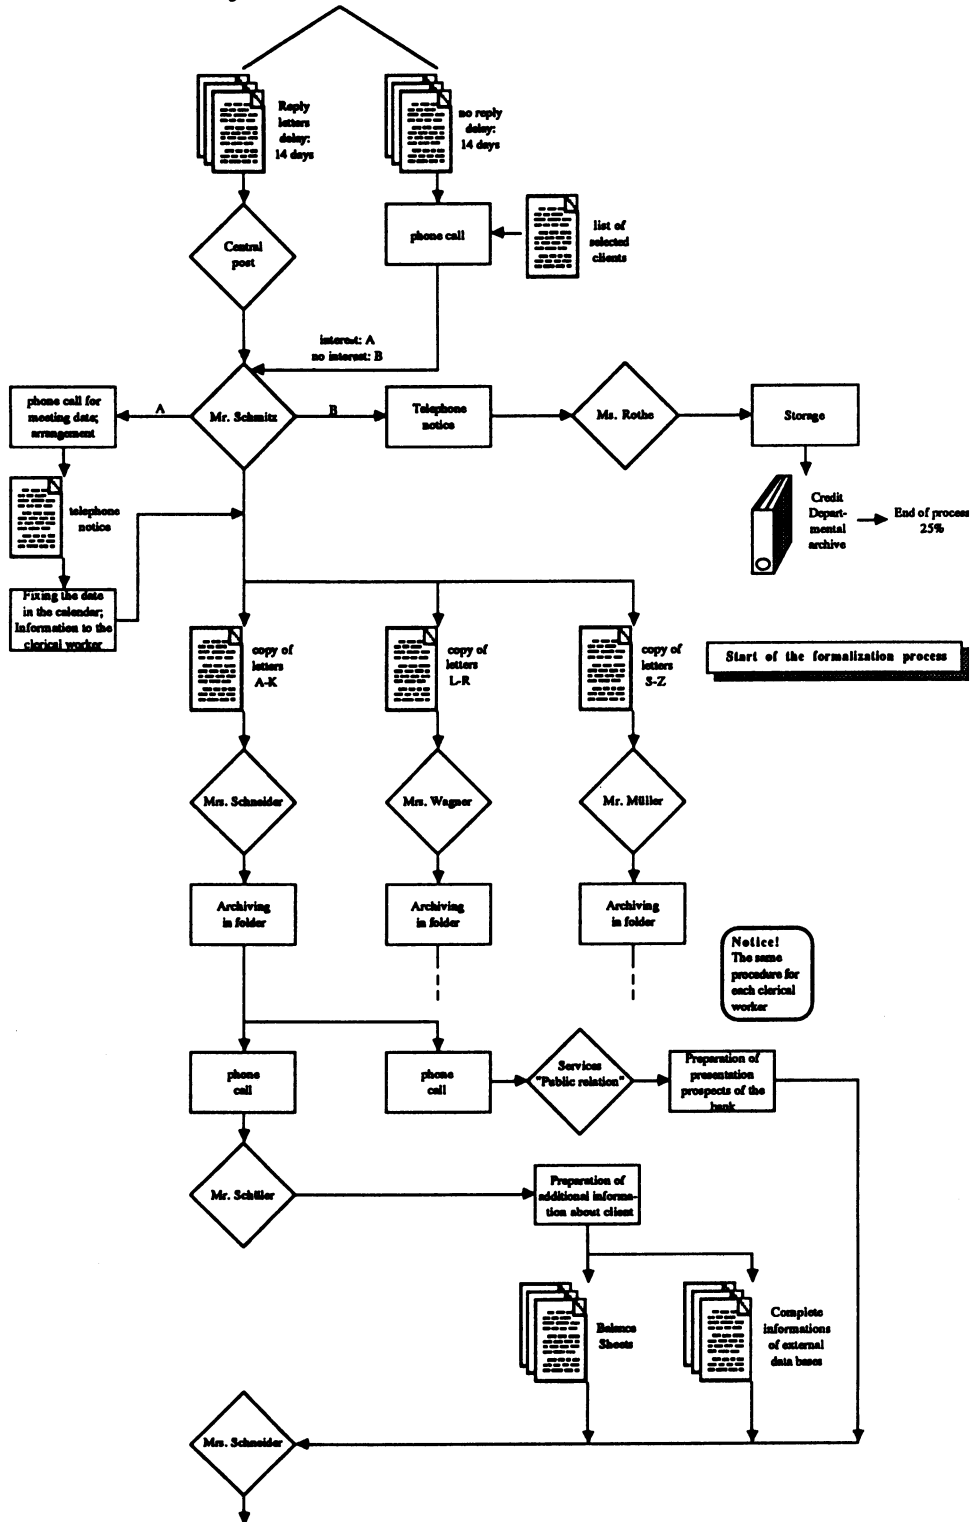 Reply
letters
delay:
14 days
no reply
delay:
14 days
Central
post
phone call
list of
selected
clients
interest: A
no interest: B
phone call for
meeting date;
arrangement
A
Mr. Schmitz
B
Telephone
notice
Ms. Rothe
Storage
telephone
notice
Credit
Depart-
mental
archive
End of process
25%
Fixing the date
in the calendar;
Information to the
clerical worker
copy of
letters
A-K
copy of
letters
L-R
copy of
letters
S-Z
Start of the formalization process
Mrs. Schneider
Mrs. Wagner
Mr. Müller
Archiving
in folder
Archiving
in folder
Archiving
in folder
Notice!
The same
procedure for
each clerical
worker
phone
call
phone
call
Services
"Public relation"
Preparation of
presentation
prospects of the
bank
Mr. Schüler
Preparation of
additional informa-
tion about client
Balance
Sheets
Complete
informations
of external
data bases
Mrs. Schneider